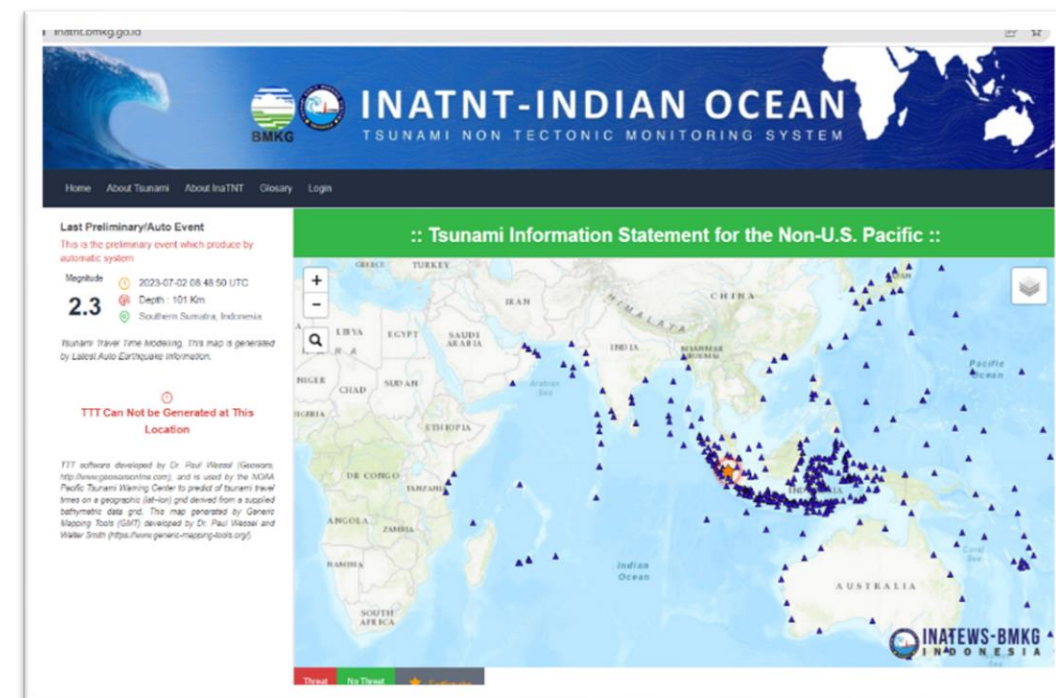 inatnt.bmkg.go.id
BMKG
INATNT-INDIAN OCEAN
TSUNAMI NON TECTONIC MONITORING SYSTEM
Home About Tsunami About InaTNT Glosary Login
Last Preliminary/Auto Event
This is the preliminary event which produce by
automatic system
Magnitude
2.3
2023-07-02 08:48:50 UTC
Depth : 101 Km
Southern Sumatra, Indonesia
Tsunami Travel Time Modeling, This map is generated
by Latest Auto Earthquake Information.
TTT Can Not be Generated at This
Location
TTT software developed by Dr. Paul Wessel (Geoware,
http://www.geowareonline.com), and is used by the NOAA
Pacific Tsunami Warning Center to predict of tsunami travel
times on a geographic (lat-lon) grid derived from a supplied
bathymetric data grid. This map generated by Generic
Mapping Tools (GMT) developed by Dr. Paul Wessel and
Walter Smith (https://www.generic-mapping-tools.org/).
:: Tsunami Information Statement for the Non-U.S. Pacific ::
+
−
GREECE
TURKEY
IRAN
HIMALAYA
CHINA
LIBYA
EGYPT
SAUDI
ARABIA
INDIA
MYANMAR
NIGER
CHAD
SUDAN
Arabian
Sea
Pacific
Ocean
NIGERIA
ETHIOPIA
DR CONGO
TANZANIA
ANGOLA
ZAMBIA
NAMIBIA
Indian
Ocean
Coral
Sea
AUSTRALIA
SOUTH
AFRICA
INATEWS-BMKG
INDONESIA
Threat No Threat Earthquake